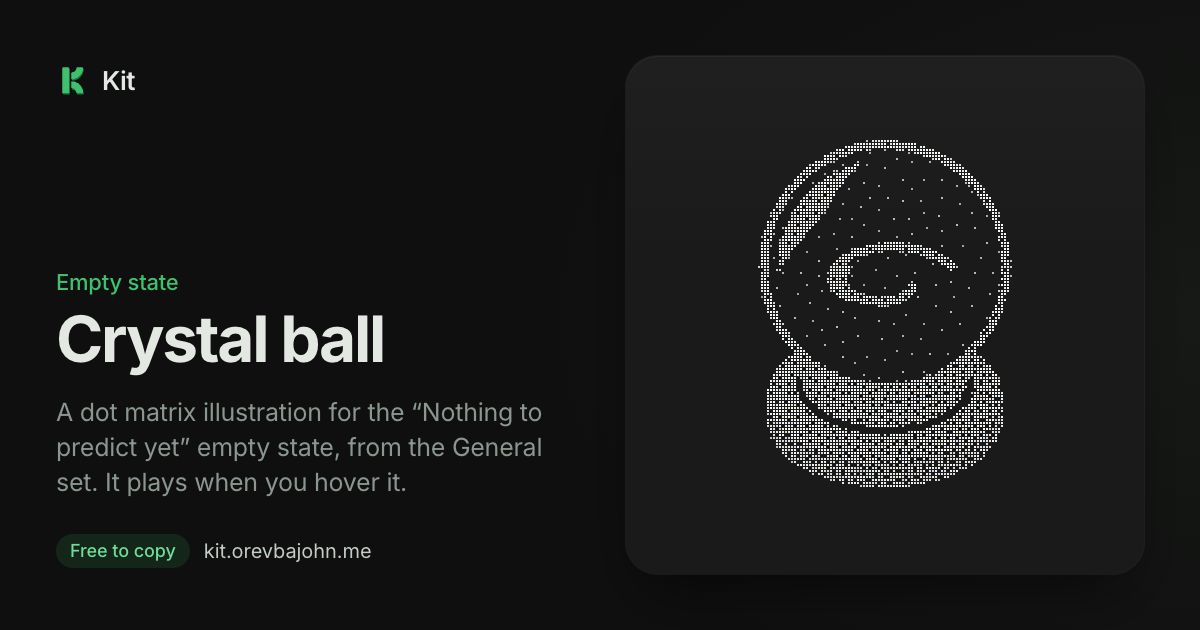 Kit
Empty state
Crystal ball
A dot matrix illustration for the “Nothing to
predict yet” empty state, from the General
set. It plays when you hover it.
Free to copy
kit.orevbajohn.me